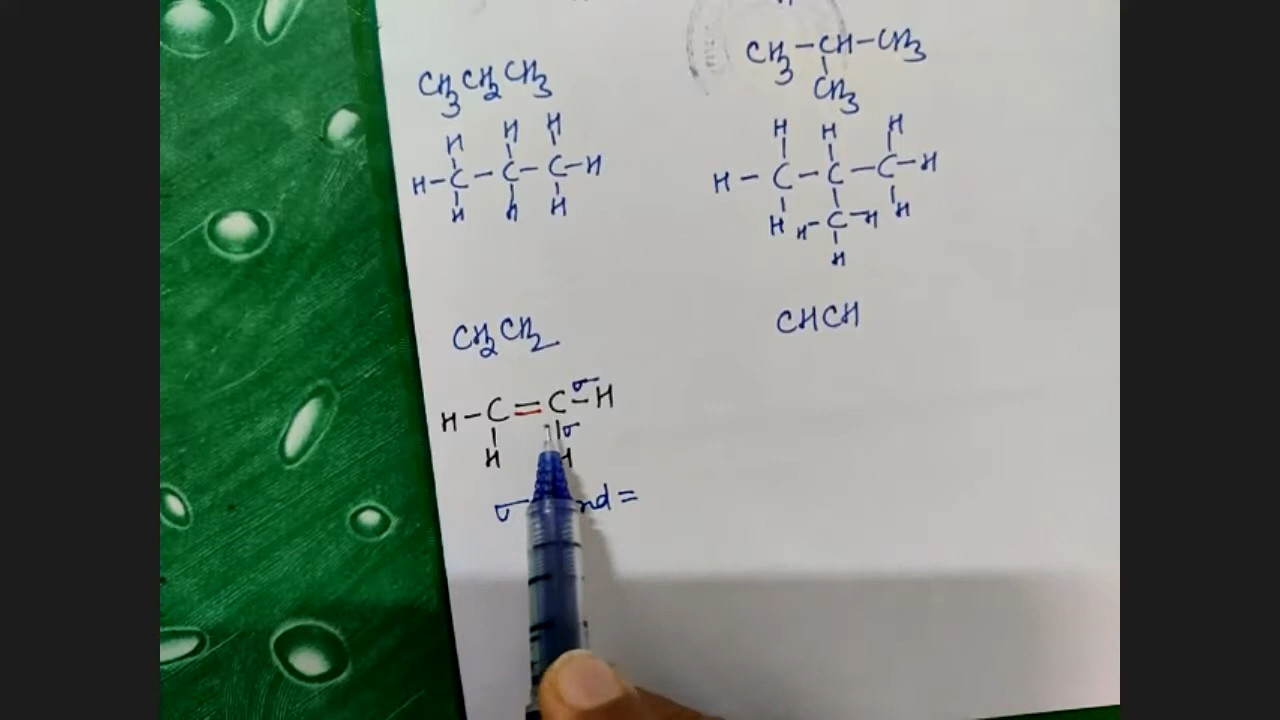 CH3CH2CH3
H H H
H-C-C-C-H
H H H
CH3-CH-CH3
CH3
H H H
H-C-C-C-H
H H
H-C-H
H
CH2CH2
H-C=C-H σ
σ
H H
σ
=
CHCH